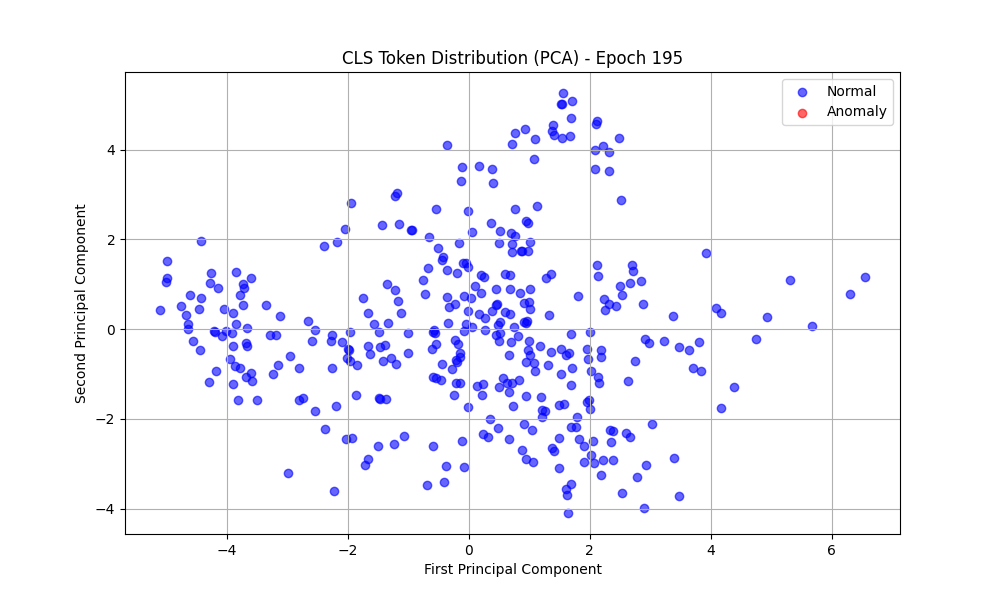 CLS Token Distribution (PCA) - Epoch 195
Normal
Anomaly
Second Principal Component
4
2
0
−2
−4
−4
−2
0
2
4
6
First Principal Component